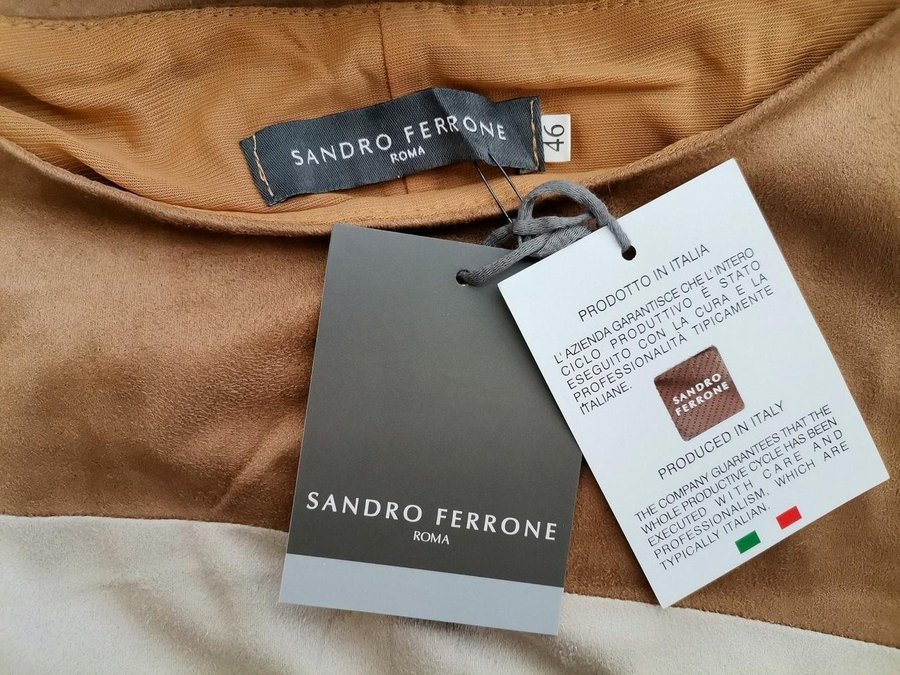 SANDRO FERRONE
ROMA
46
SANDRO FERRONE
ROMA
PRODOTTO IN ITALIA
L'AZIENDA GARANTISCE CHE L'INTERO
CICLO PRODUTTIVO È STATO
ESEGUITO CON LA CURA E LA
PROFESSIONALITÀ TIPICAMENTE
ITALIANE.
SANDRO
FERRONE
PRODUCED IN ITALY
THE COMPANY GUARANTEES THAT THE
WHOLE PRODUCTIVE CYCLE HAS BEEN
EXECUTED WITH CARE AND
PROFESSIONALISM, WHICH ARE
TYPICALLY ITALIAN.